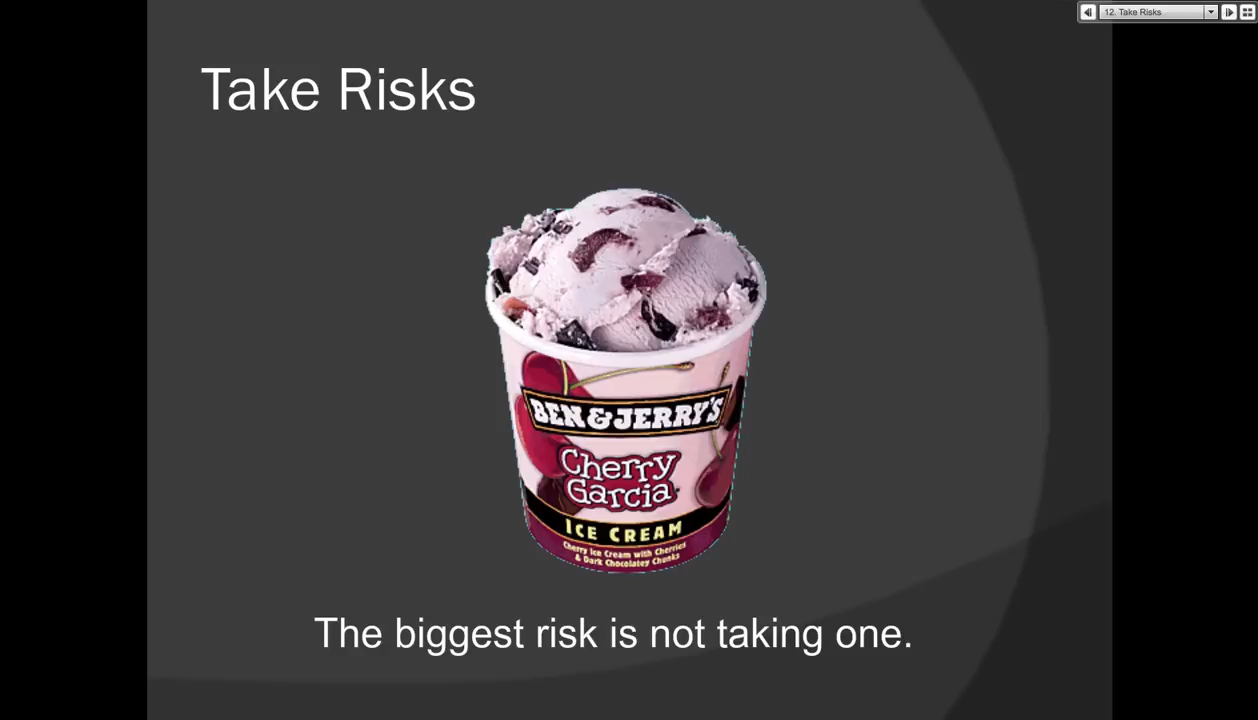 12. Take Risks
Take Risks
BEN & JERRY'S
Cherry
Garcia
ICE CREAM
Cherry Ice Cream with Cherries
& Dark Chocolatey Chunks
The biggest risk is not taking one.